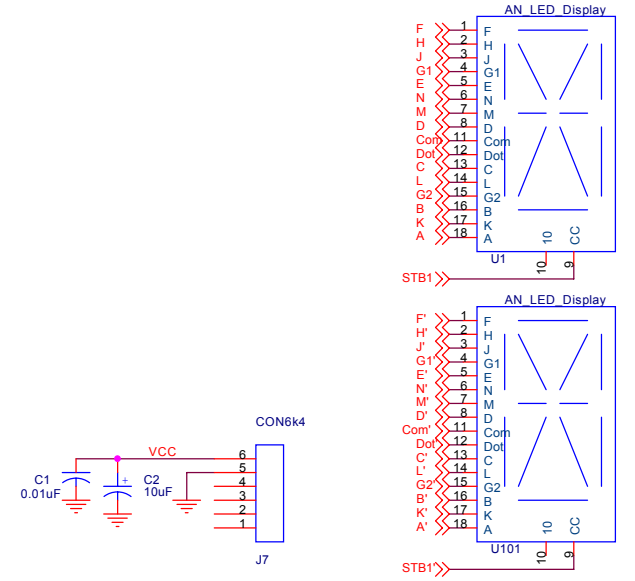 AN_LED_Display
F 1 F
H 2 H
J 3 J
G1 4 G1
E 5 E
N 6 N
M 7 M
D 8 D
Com 11 Com
Dot 12 Dot
C 13 C
L 14 L
G2 15 G2
B 16 B
K 17 K
A 18 A
10 CC
U1
10 9
STB1
AN_LED_Display
F' 1 F
H' 2 H
J' 3 J
G1' 4 G1
E' 5 E
N' 6 N
M' 7 M
D' 8 D
Com' 11 Com
Dot' 12 Dot
C' 13 C
L' 14 L
G2' 15 G2
B' 16 B
K' 17 K
A' 18 A
10 CC
U101
10 9
STB1'
CON6k4
VCC 6
5
4
3
2
1
J7
C1
0.01uF
+
C2
10uF